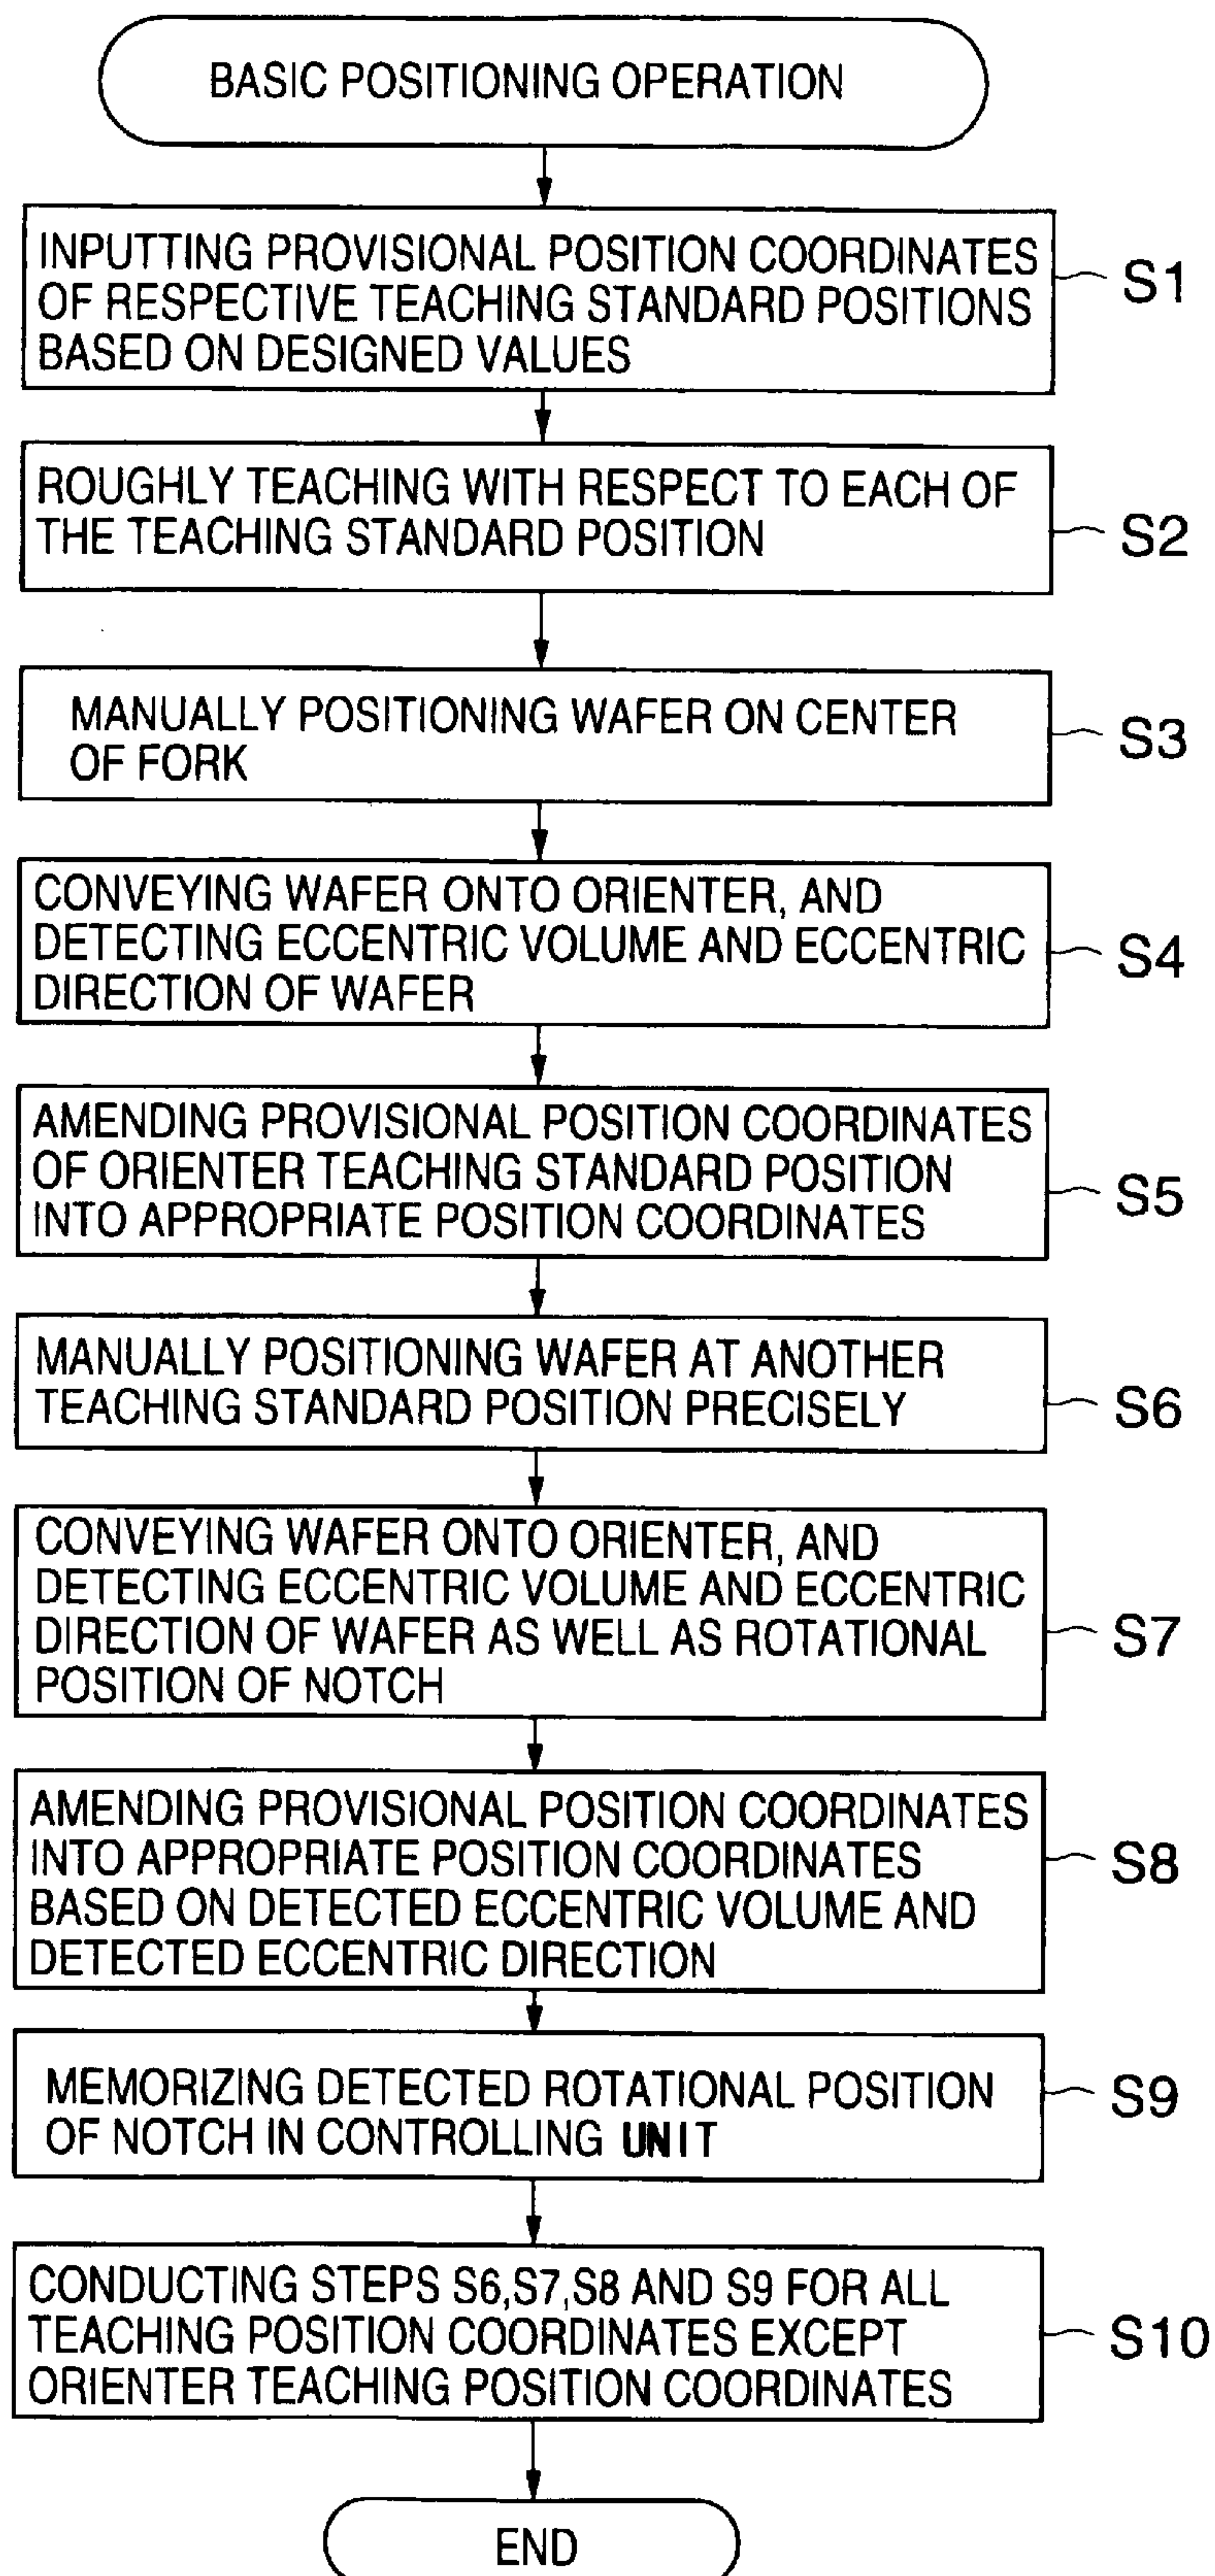 BASIC POSITIONING OPERATION
INPUTTING PROVISIONAL POSITION COORDINATES
OF RESPECTIVE TEACHING STANDARD POSITIONS
BASED ON DESIGNED VALUES
S1
ROUGHLY TEACHING WITH RESPECT TO EACH OF
THE TEACHING STANDARD POSITION
S2
MANUALLY POSITIONING WAFER ON CENTER
OF FORK
S3
CONVEYING WAFER ONTO ORIENTER, AND
DETECTING ECCENTRIC VOLUME AND ECCENTRIC
DIRECTION OF WAFER
S4
AMENDING PROVISIONAL POSITION COORDINATES
OF ORIENTER TEACHING STANDARD POSITION
INTO APPROPRIATE POSITION COORDINATES
S5
MANUALLY POSITIONING WAFER AT ANOTHER
TEACHING STANDARD POSITION PRECISELY
S6
CONVEYING WAFER ONTO ORIENTER, AND
DETECTING ECCENTRIC VOLUME AND ECCENTRIC
DIRECTION OF WAFER AS WELL AS ROTATIONAL
POSITION OF NOTCH
S7
AMENDING PROVISIONAL POSITION COORDINATES
INTO APPROPRIATE POSITION COORDINATES
BASED ON DETECTED ECCENTRIC VOLUME AND
DETECTED ECCENTRIC DIRECTION
S8
MEMORIZING DETECTED ROTATIONAL POSITION
OF NOTCH IN CONTROLLING UNIT
S9
CONDUCTING STEPS S6,S7,S8 AND S9 FOR ALL
TEACHING POSITION COORDINATES EXCEPT
ORIENTER TEACHING POSITION COORDINATES
S10
END